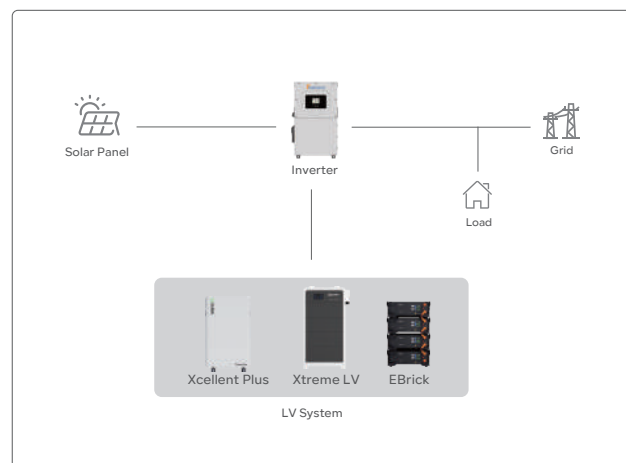 Solar Panel
Inverter
Grid
Load
Xcellent Plus
Xtreme LV
EBrick
LV System